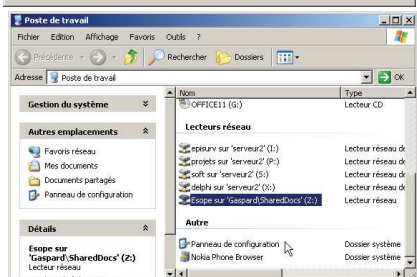 Poste de travail
Fichier Edition Affichage Favoris Outils ?
Précédente Rechercher Dossiers
Adresse Poste de travail OK
Nom Type
OFFICE11 (G:) Lecteur CD
Gestion du système
Lecteurs réseau
Autres emplacements
episurv sur 'serveur2' (I:) Lecteur réseau de
Favoris réseau
projets sur 'serveur2' (P:) Lecteur réseau de
Mes documents
soft sur 'serveur2' (S:) Lecteur réseau de
Documents partagés
delphi sur 'serveur2' (X:) Lecteur réseau de
Panneau de configuration
Esope sur 'Gaspard\SharedDocs' (Z:) Lecteur réseau
Autre
Détails
Panneau de configuration Dossier système
Esope sur
Nokia Phone Browser Dossier système
'Gaspard\SharedDocs' (Z:)
Lecteur réseau